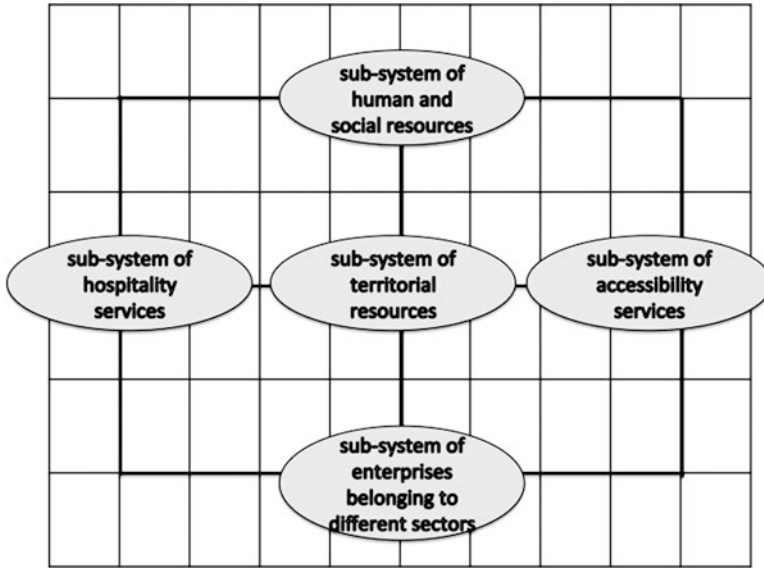 sub-system of
human and
social resources
sub-system of
hospitality
services
sub-system of
territorial
resources
sub-system of
accessibility
services
sub-system of
enterprises
belonging to
different sectors